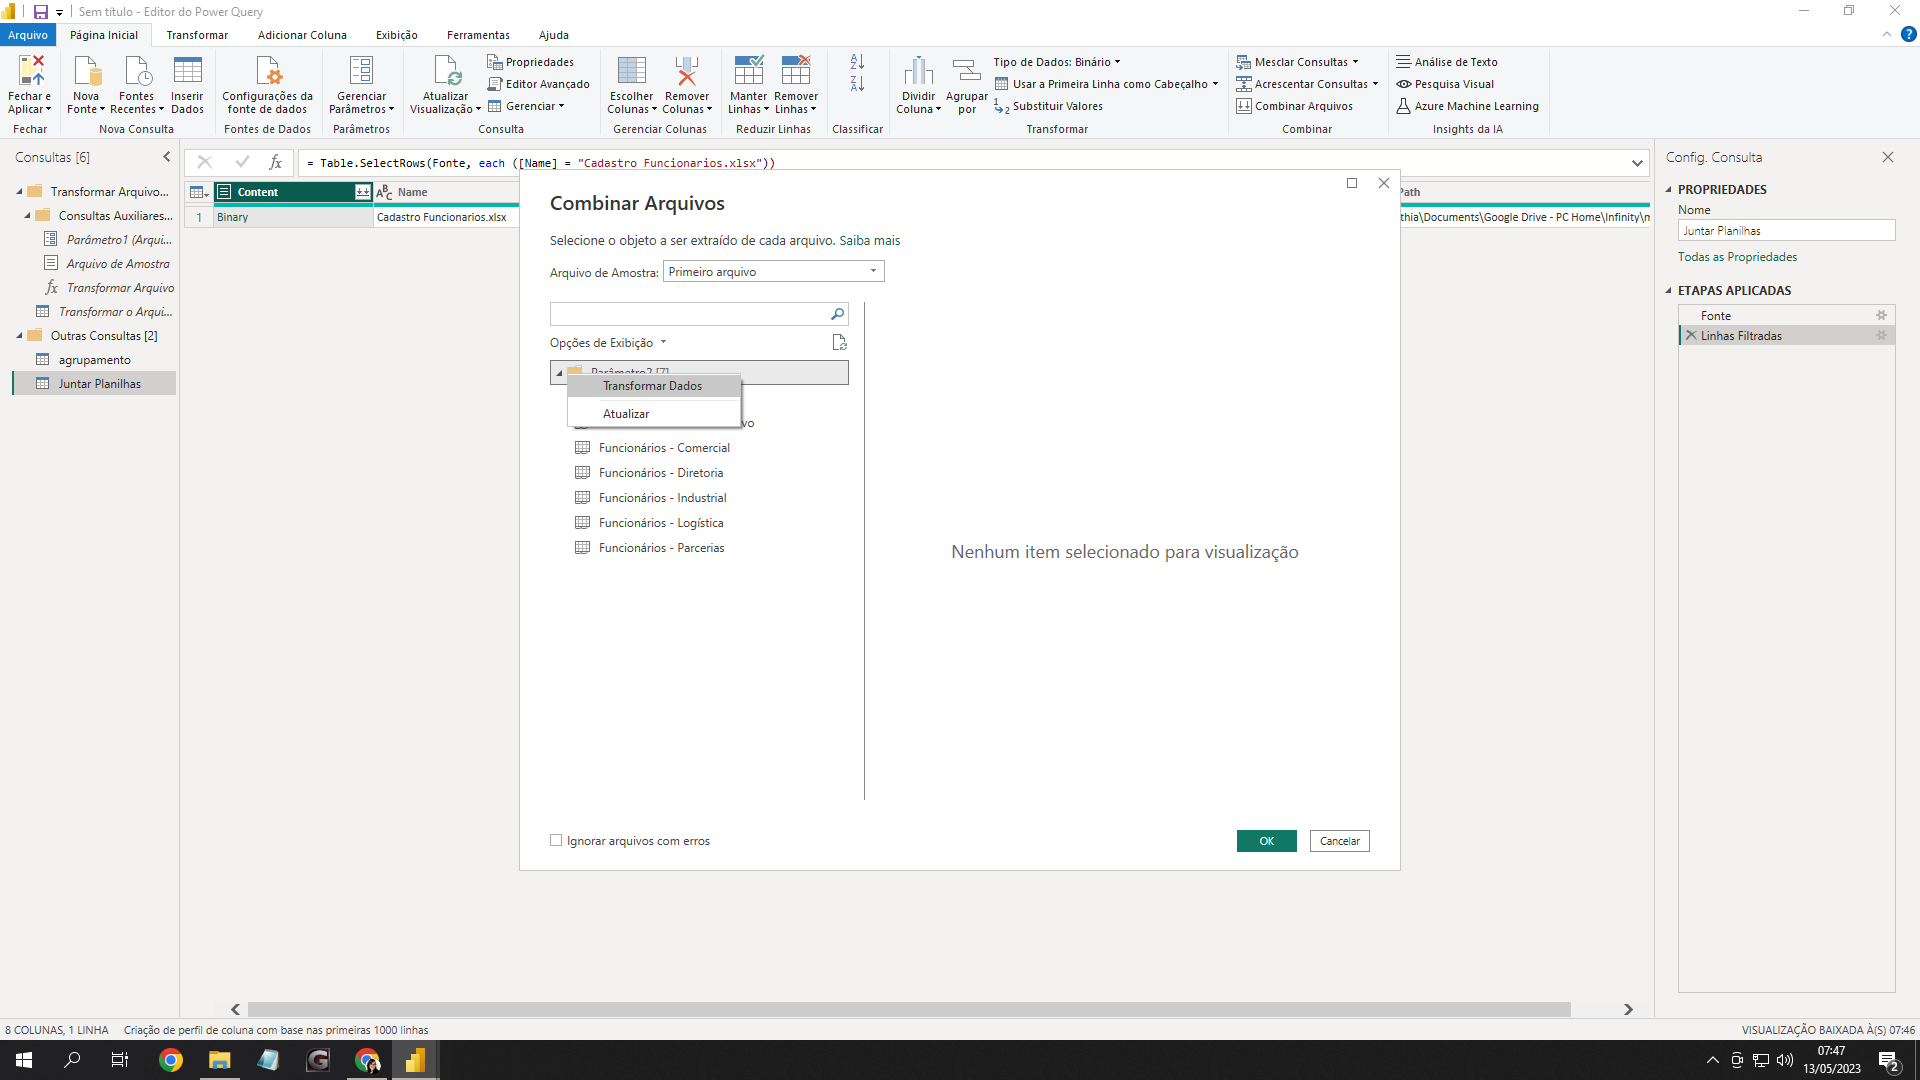 Sem título - Editor do Power Query
Arquivo
Página Inicial
Transformar
Adicionar Coluna
Exibição
Ferramentas
Ajuda
Fechar e Aplicar
Nova Fonte
Fontes Recentes
Inserir Dados
Configurações da fonte de dados
Gerenciar Parâmetros
Atualizar Visualização
Propriedades
Editor Avançado
Gerenciar
Escolher Colunas
Remover Colunas
Manter Linhas
Remover Linhas
Dividir Coluna
Agrupar por
Tipo de Dados: Binário
Usar a Primeira Linha como Cabeçalho
Substituir Valores
Mesclar Consultas
Acrescentar Consultas
Combinar Arquivos
Análise de Texto
Pesquisa Visual
Azure Machine Learning
Fechar
Nova Consulta
Fontes de Dados
Parâmetros
Consulta
Gerenciar Colunas
Reduzir Linhas
Classificar
Transformar
Combinar
Insights da IA
Consultas [6]
Transformar Arquivo...
Consultas Auxiliares...
Parâmetro1 (Arqui...
Arquivo de Amostra
Transformar Arquivo
Transformar o Arqui...
Outras Consultas [2]
agrupamento
Juntar Planilhas
= Table.SelectRows(Fonte, each ([Name] = "Cadastro Funcionarios.xlsx"))
Content
Name
Path
1
Binary
Cadastro Funcionarios.xlsx
thia\Documents\Google Drive - PC Home\Infinity\m
Combinar Arquivos
Selecione o objeto a ser extraído de cada arquivo. Saiba mais
Arquivo de Amostra:
Primeiro arquivo
Opções de Exibição
Parâmetro2 [7]
Transformar Dados
Atualizar
vo
Funcionários - Comercial
Funcionários - Diretoria
Funcionários - Industrial
Funcionários - Logística
Funcionários - Parcerias
Nenhum item selecionado para visualização
Ignorar arquivos com erros
OK
Cancelar
Config. Consulta
PROPRIEDADES
Nome
Juntar Planilhas
Todas as Propriedades
ETAPAS APLICADAS
Fonte
Linhas Filtradas
8 COLUNAS, 1 LINHA
Criação de perfil de coluna com base nas primeiras 1000 linhas
VISUALIZAÇÃO BAIXADA À(S) 07:46
07:47
13/05/2023
2